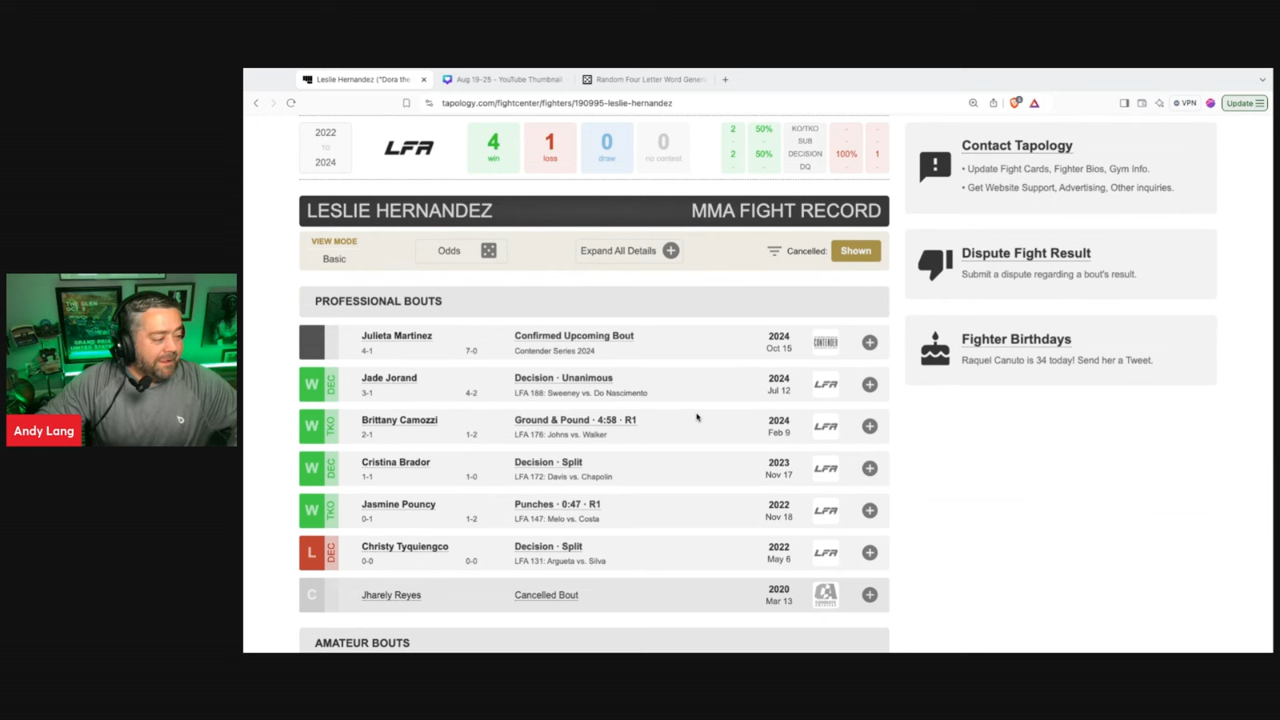 Leslie Hernandez ("Dora the
Aug 19-25 - YouTube Thumbnail
Random Four Letter Word Gener
tapology.com/fightcenter/fighters/190995-leslie-hernandez
VPN
Update
2022
TO
2024
LFA
4
win
1
loss
0
draw
0
no contest
2 50% KO/TKO - -
- - SUB - -
2 50% DECISION 100% 1
- - DQ - -
LESLIE HERNANDEZ MMA FIGHT RECORD
VIEW MODE
Basic
Odds
Expand All Details
Cancelled: Shown
PROFESSIONAL BOUTS
Julieta Martinez Confirmed Upcoming Bout 2024
4-1 7-0 Contender Series 2024 Oct 15
CONTENDER
W DEC Jade Jorand Decision · Unanimous 2024
3-1 4-2 LFA 188: Sweeney vs. Do Nascimento Jul 12
LFA
W TKO Brittany Camozzi Ground & Pound · 4:58 · R1 2024
2-1 1-2 LFA 176: Johns vs. Walker Feb 9
LFA
W DEC Cristina Brador Decision · Split 2023
1-1 1-0 LFA 172: Davis vs. Chapolin Nov 17
LFA
W TKO Jasmine Pouncy Punches · 0:47 · R1 2022
0-1 1-2 LFA 147: Melo vs. Costa Nov 18
LFA
L DEC Christy Tyquiengco Decision · Split 2022
0-0 0-0 LFA 131: Argueta vs. Silva May 6
LFA
C Jharely Reyes Cancelled Bout 2020
Mar 13
AMATEUR BOUTS
Contact Tapology
• Update Fight Cards, Fighter Bios, Gym Info.
• Get Website Support, Advertising, Other inquiries.
Dispute Fight Result
Submit a dispute regarding a bout's result.
Fighter Birthdays
Raquel Canuto is 34 today! Send her a Tweet.
THE GLEN
OCT 3
GRAND PRIX
UNITED STATES
Andy Lang